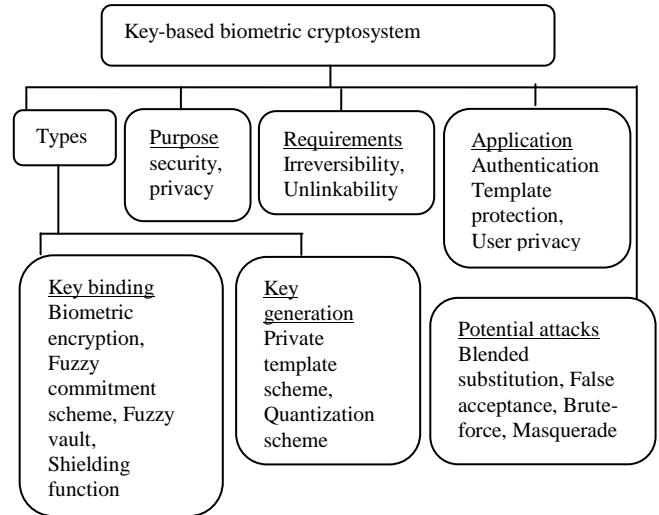 Key-based biometric cryptosystem
Types
Purpose
security,
privacy
Requirements
Irreversibility,
Unlinkability
Application
Authentication
Template
protection,
User privacy
Key binding
Biometric
encryption,
Fuzzy
commitment
scheme, Fuzzy
vault,
Shielding
function
Key
generation
Private
template
scheme,
Quantization
scheme
Potential attacks
Blended
substitution, False
acceptance, Brute-
force, Masquerade